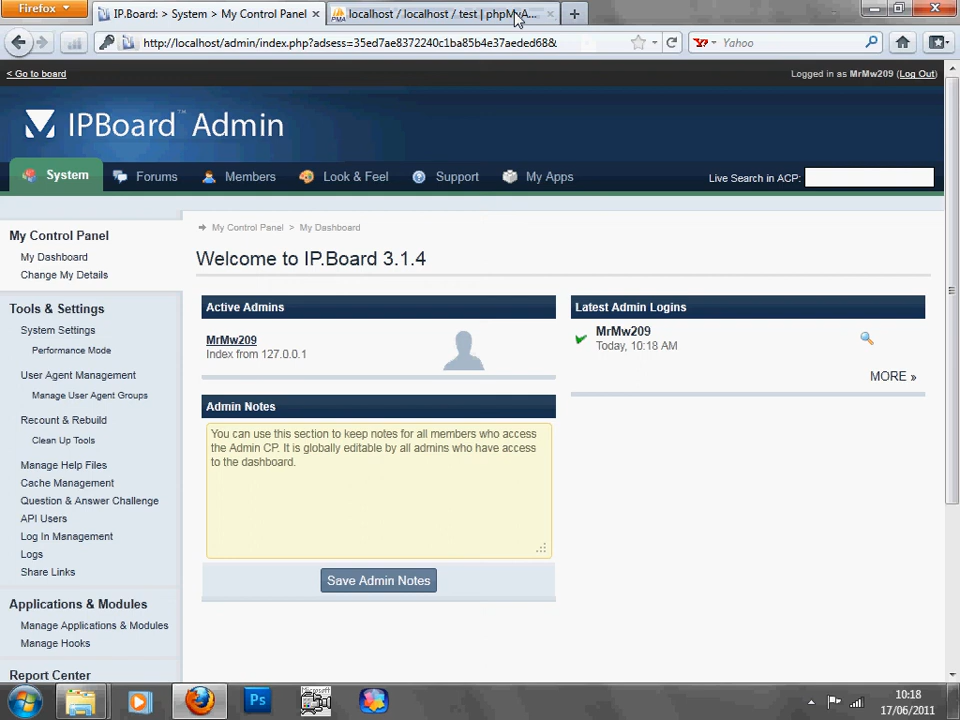 Firefox
IP.Board: > System > My Control Panel
localhost / localhost / test | phpMyA...
http://localhost/admin/index.php?adsess=35ed7ae8372240c1ba85b4e37aeded68&
Yahoo
< Go to board
Logged in as MrMw209 (Log Out)
IPBoard™ Admin
System
Forums
Members
Look & Feel
Support
My Apps
Live Search in ACP:
My Control Panel
My Dashboard
Change My Details
Tools & Settings
System Settings
Performance Mode
User Agent Management
Manage User Agent Groups
Recount & Rebuild
Clean Up Tools
Manage Help Files
Cache Management
Question & Answer Challenge
API Users
Log In Management
Logs
Share Links
Applications & Modules
Manage Applications & Modules
Manage Hooks
Report Center
My Control Panel > My Dashboard
Welcome to IP.Board 3.1.4
Active Admins
MrMw209
Index from 127.0.0.1
Admin Notes
You can use this section to keep notes for all members who access
the Admin CP. It is globally editable by all admins who have access
to the dashboard.
Save Admin Notes
Latest Admin Logins
MrMw209
Today, 10:18 AM
MORE »
Ps
Microsoft
10:18
17/06/2011